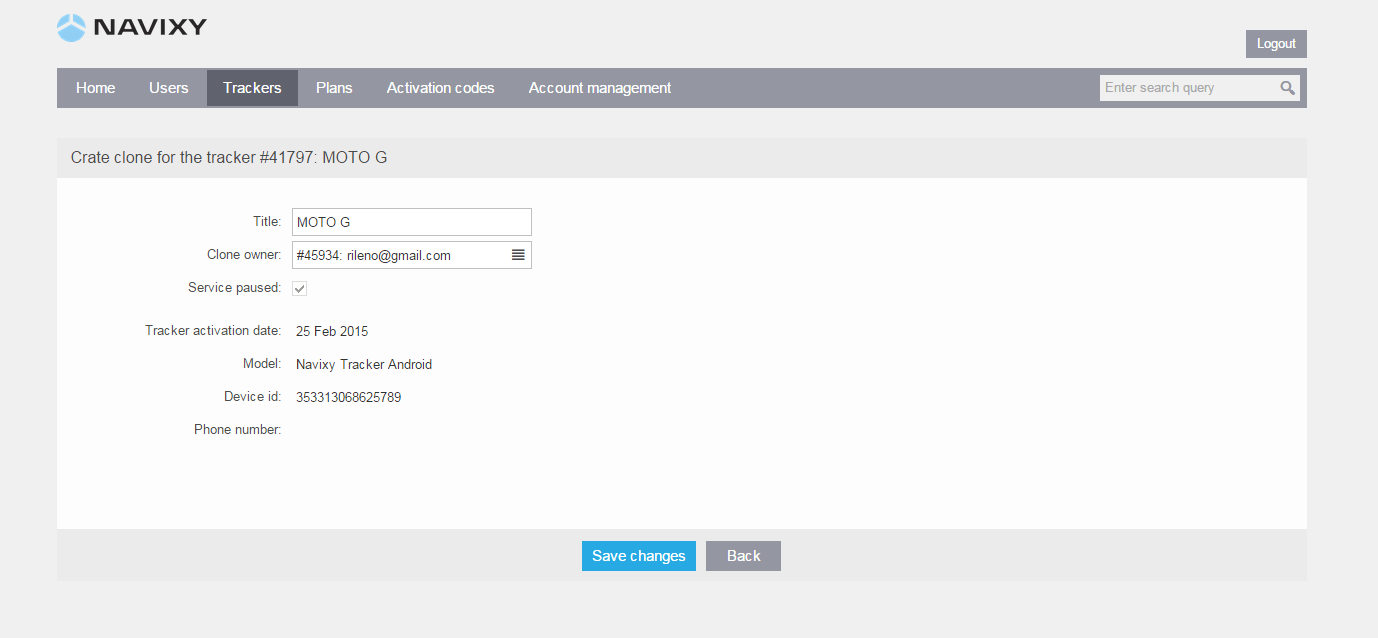 NAVIXY
Logout
Home Users Trackers Plans Activation codes Account management Enter search query
Crate clone for the tracker #41797: MOTO G
Title: MOTO G
Clone owner: #45934: rileno@gmail.com
Service paused:
Tracker activation date: 25 Feb 2015
Model: Navixy Tracker Android
Device id: 353313068625789
Phone number:
Save changes Back